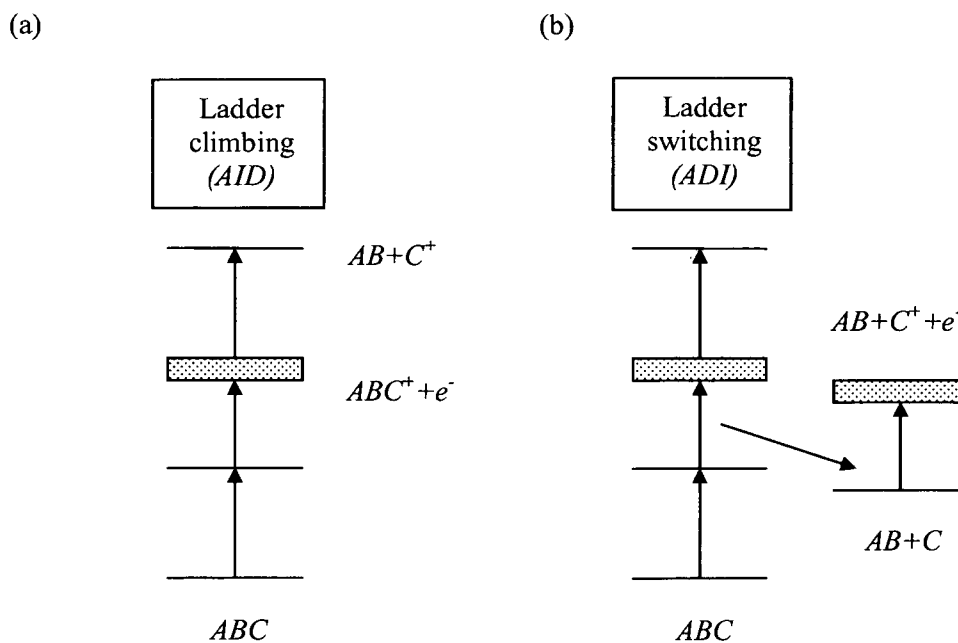 (a)
Ladder
climbing
(AID)
AB+C⁺
ABC⁺+e⁻
ABC
(b)
Ladder
switching
(ADI)
AB+C⁺+e⁻
AB+C
ABC